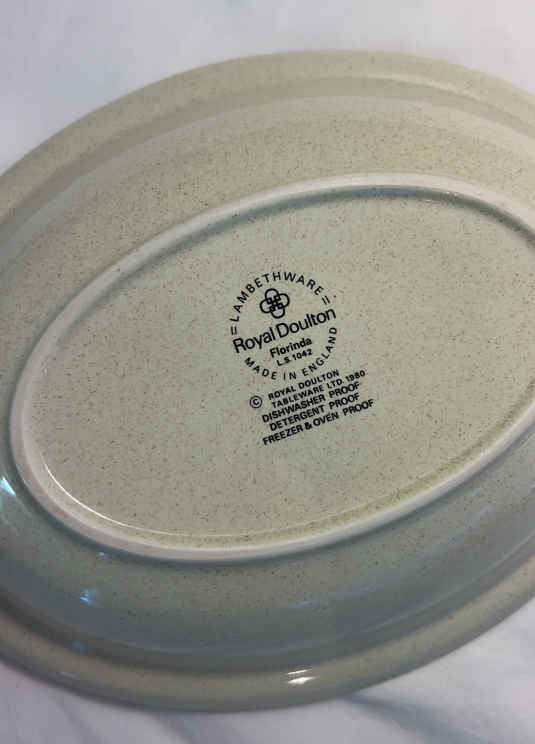 = LAMBETHWARE =
Royal Doulton
Florinda
L.S. 1042
MADE IN ENGLAND
© ROYAL DOULTON
TABLEWARE LTD. 1980
DISHWASHER PROOF
DETERGENT PROOF
FREEZER & OVEN PROOF